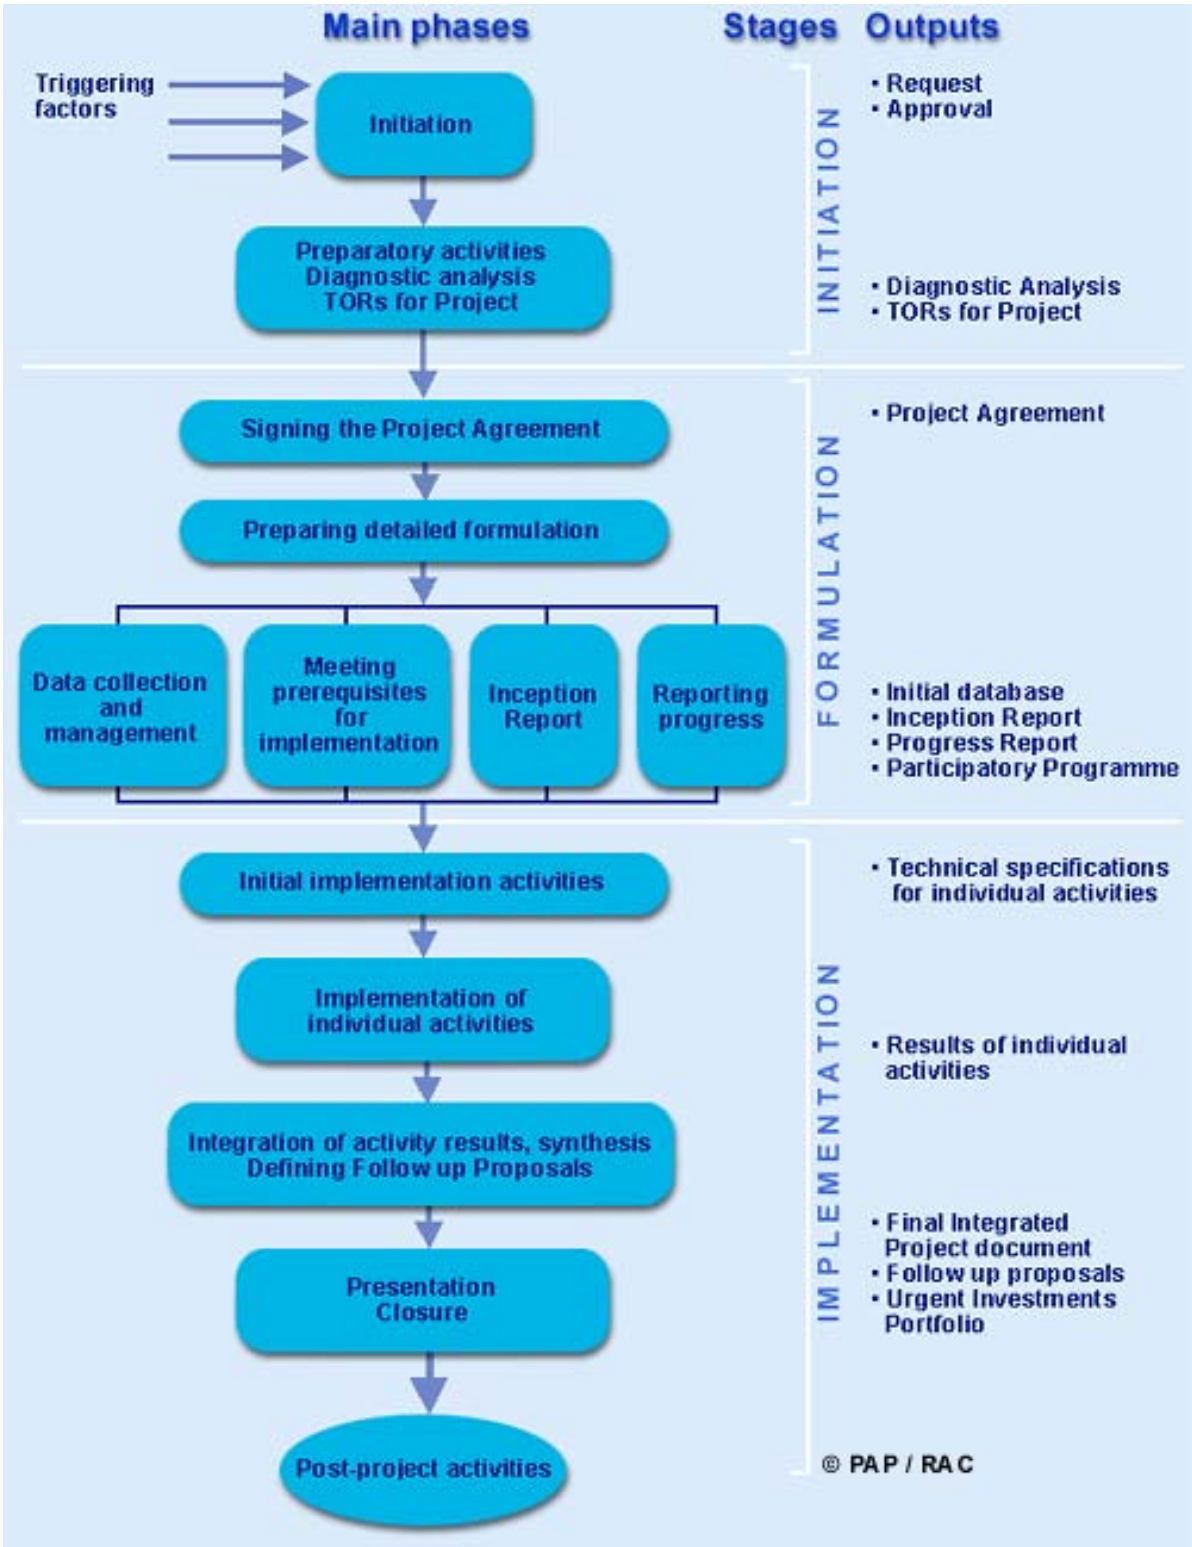 Main phases
Stages
Outputs
Triggering
factors
Initiation
Preparatory activities
Diagnostic analysis
TORs for Project
INITIATION
▪ Request
▪ Approval
▪ Diagnostic Analysis
▪ TORs for Project
Signing the Project Agreement
Preparing detailed formulation
Data collection
and
management
Meeting
prerequisites
for
implementation
Inception
Report
Reporting
progress
FORMULATION
▪ Project Agreement
▪ Initial database
▪ Inception Report
▪ Progress Report
▪ Participatory Programme
Initial implementation activities
Implementation of
individual activities
Integration of activity results, synthesis
Defining Follow up Proposals
Presentation
Closure
Post-project activities
IMPLEMENTATION
▪ Technical specifications
for individual activities
▪ Results of individual
activities
▪ Final Integrated
Project document
▪ Follow up proposals
▪ Urgent Investments
Portfolio
© PAP / RAC